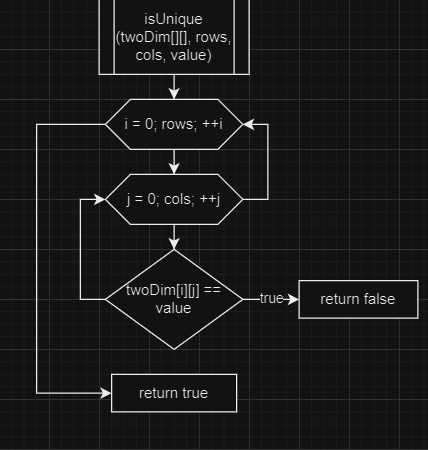 isUnique
(twoDim[][], rows,
cols, value)
i = 0; rows; ++i
j = 0; cols; ++j
twoDim[i][j] ==
value
true
return false
return true